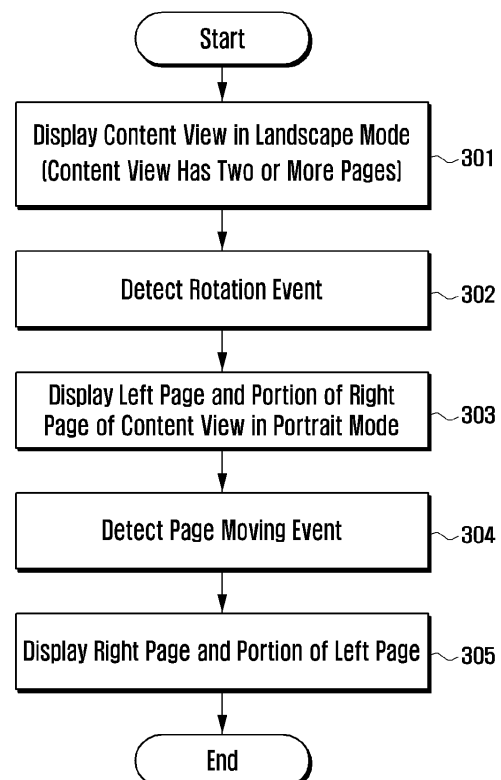 Start
Display Content View in Landscape Mode
(Content View Has Two or More Pages)
301
Detect Rotation Event
302
Display Left Page and Portion of Right
Page of Content View in Portrait Mode
303
Detect Page Moving Event
304
Display Right Page and Portion of Left Page
305
End